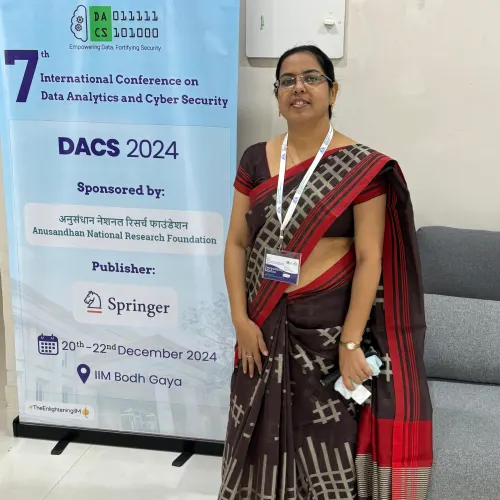 DA 011111
CS 101000
Empowering Data, Fortifying Security
7th
International Conference on
Data Analytics and Cyber Security
DACS 2024
Sponsored by:
अनुसंधान नेशनल रिसर्च फाउंडेशन
Anusandhan National Research Foundation
Publisher:
Springer
20th-22nd December 2024
IIM Bodh Gaya
#TheEnlighteningIIM